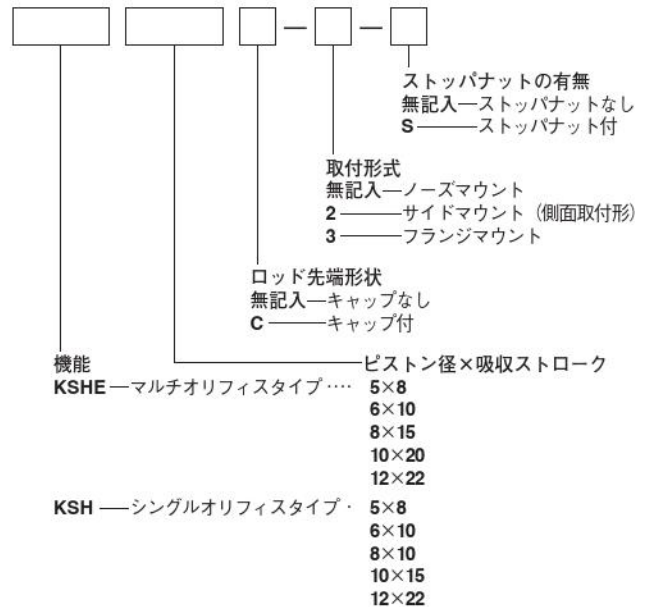 ストッパナットの有無
無記入―ストッパナットなし
S―ストッパナット付
取付形式
無記入―ノーズマウント
2―サイドマウント（側面取付形）
3―フランジマウント
ロッド先端形状
無記入―キャップなし
C―キャップ付
機能
ピストン径×吸収ストローク
KSHE―マルチオリフィスタイプ‥‥ 5×8
6×10
8×15
10×20
12×22
KSH―シングルオリフィスタイプ・ 5×8
6×10
8×10
10×15
12×22